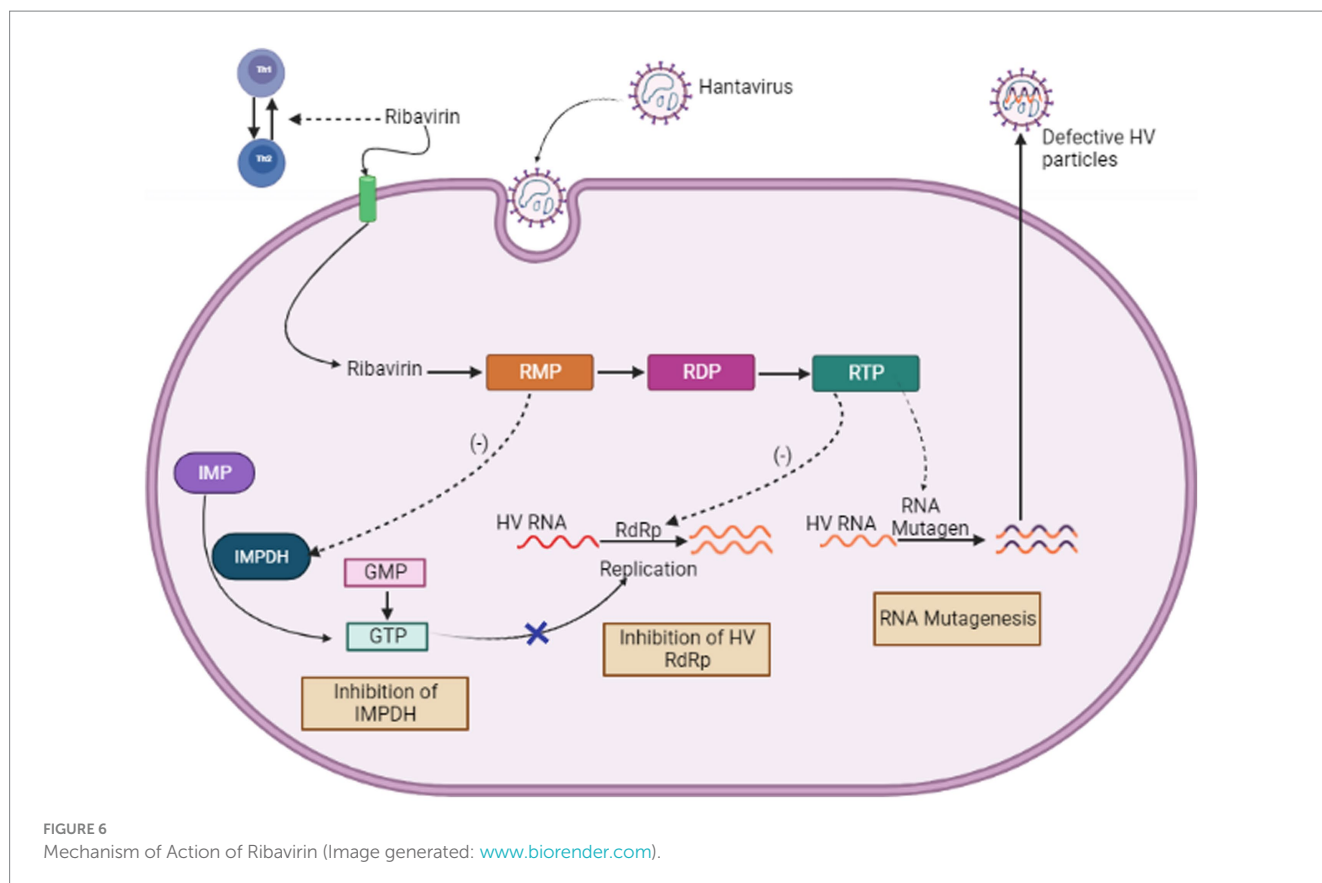 Th1
Ribavirin
Th2
Hantavirus
Defective HV
particles
Ribavirin
RMP
RDP
RTP
(-)
(-)
IMP
IMPDH
GMP
GTP
HV RNA
RdRp
Replication
HV RNA
RNA
Mutagen
Inhibition of
IMPDH
Inhibition of HV
RdRp
RNA Mutagenesis
FIGURE 6
Mechanism of Action of Ribavirin (Image generated: www.biorender.com).